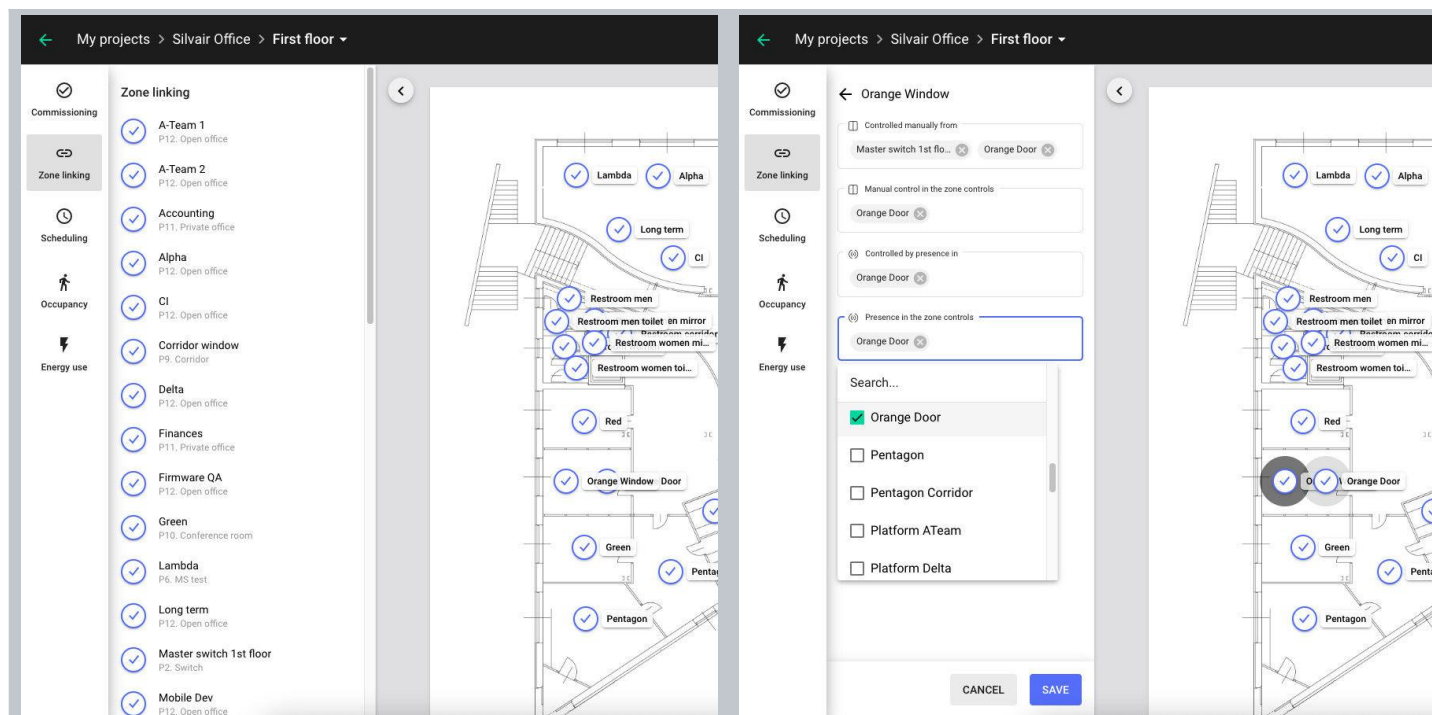 My projects > Silvair Office > First floor
Commissioning
Zone linking
Scheduling
Occupancy
Energy use
Zone linking
A-Team 1
P12. Open office
A-Team 2
P12. Open office
Accounting
P11. Private office
Alpha
P12. Open office
CI
P12. Open office
Corridor window
P9. Corridor
Delta
P12. Open office
Finances
P11. Private office
Firmware QA
P12. Open office
Green
P10. Conference room
Lambda
P6. MS test
Long term
P12. Open office
Master switch 1st floor
P2. Switch
Mobile Dev
P12. Open office
Lambda
Alpha
Long term
CI
Restroom men
Restroom men toilet
en mirror
Restroom corridor
Restroom women mi...
Restroom women toi...
Red
Orange Window
Door
Green
Pentag
Pentagon
My projects > Silvair Office > First floor
Commissioning
Zone linking
Scheduling
Occupancy
Energy use
Orange Window
Controlled manually from
Master switch 1st flo...
Orange Door
Manual control in the zone controls
Orange Door
Controlled by presence in
Orange Door
Presence in the zone controls
Orange Door
Search...
Orange Door
Pentagon
Pentagon Corridor
Platform ATeam
Platform Delta
CANCEL
SAVE
Lambda
Alpha
Long term
CI
Restroom men
Restroom men toilet
en mirror
Restroom women mi...
Restroom women toi...
Red
Orange Door
Green
Penta
Pentagon